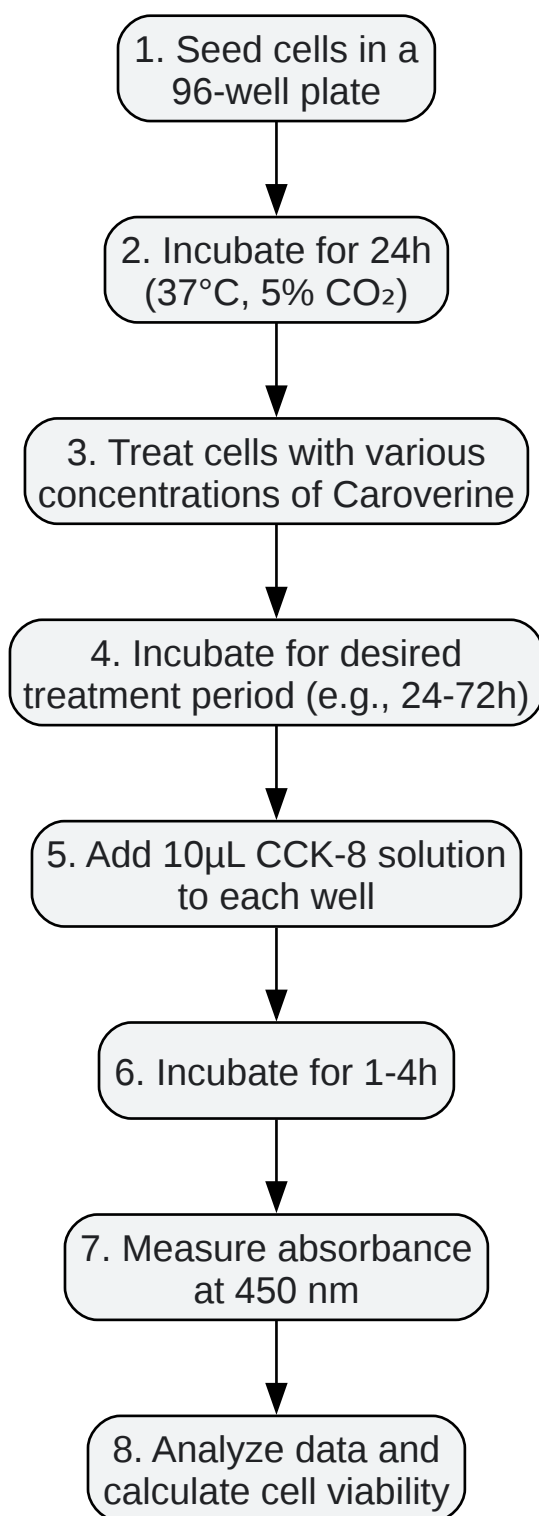 1. Seed cells in a
96-well plate
2. Incubate for 24h
(37°C, 5% CO₂)
3. Treat cells with various
concentrations of Caroverine
4. Incubate for desired
treatment period (e.g., 24-72h)
5. Add 10µL CCK-8 solution
to each well
6. Incubate for 1-4h
7. Measure absorbance
at 450 nm
8. Analyze data and
calculate cell viability